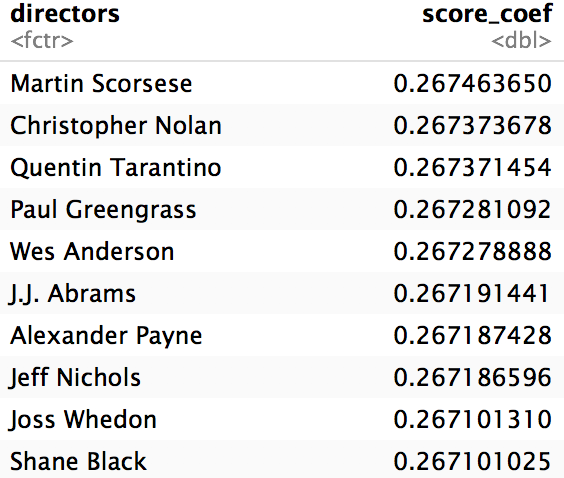 directors score_coef
<fctr> <dbl>
Martin Scorsese 0.267463650
Christopher Nolan 0.267373678
Quentin Tarantino 0.267371454
Paul Greengrass 0.267281092
Wes Anderson 0.267278888
J.J. Abrams 0.267191441
Alexander Payne 0.267187428
Jeff Nichols 0.267186596
Joss Whedon 0.267101310
Shane Black 0.267101025